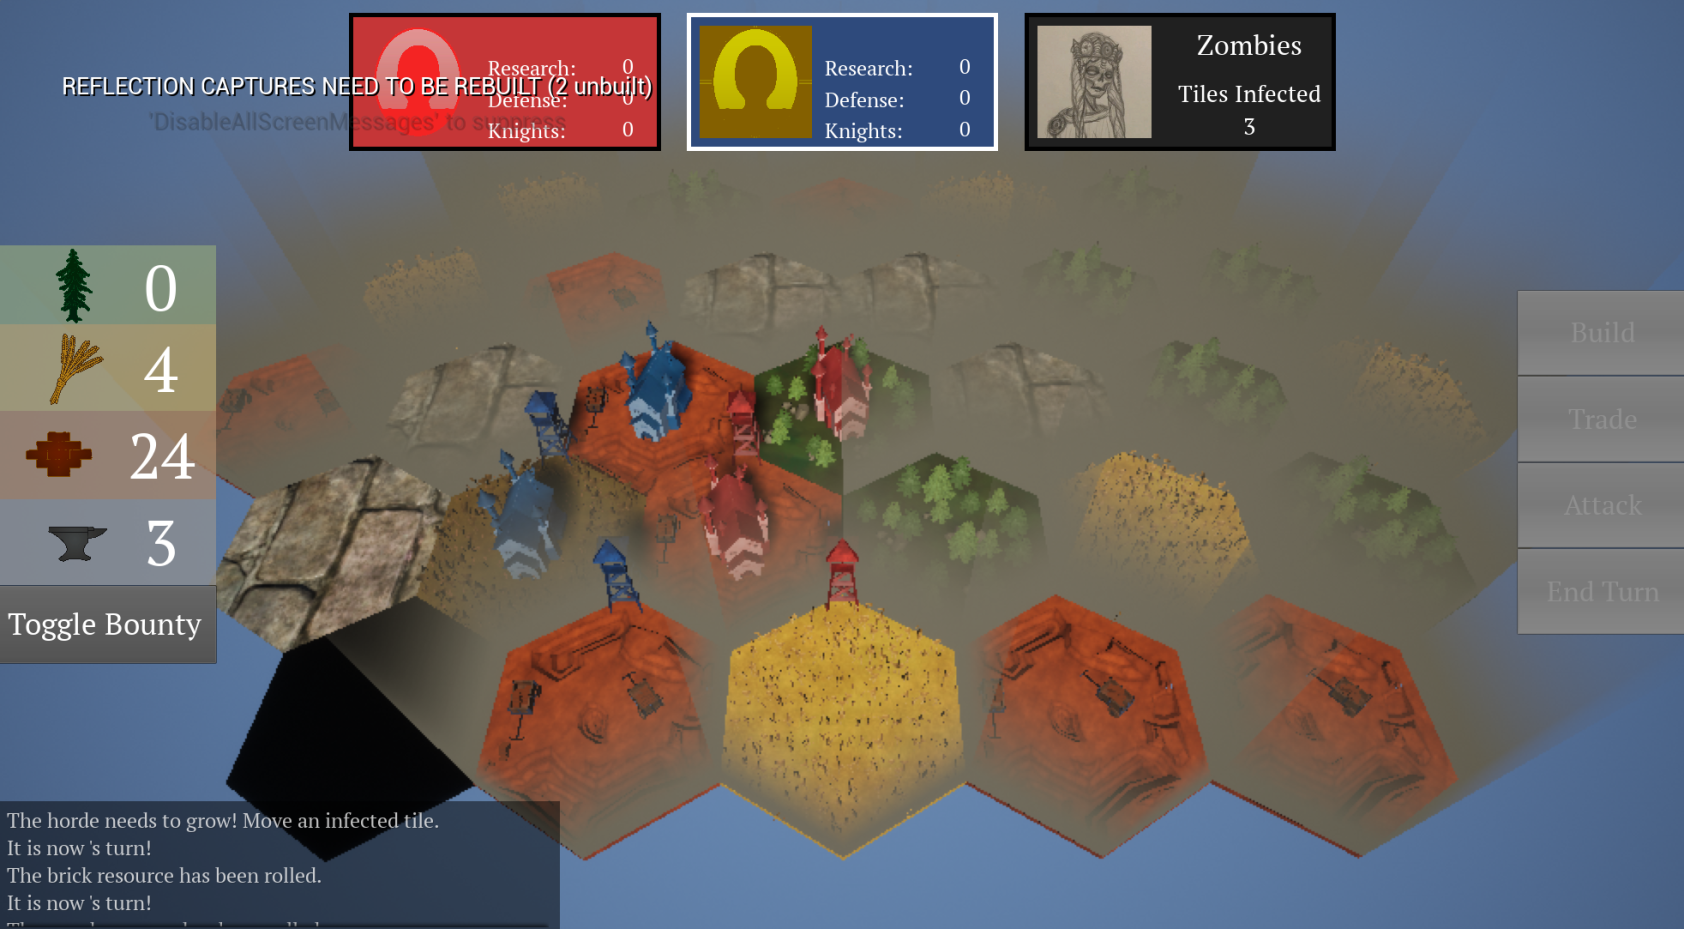 REFLECTION CAPTURES NEED TO BE REBUILT (2 unbuilt)
'DisableAllScreenMessages' to suppress
Research: 0
Defense: 0
Knights: 0
Research: 0
Defense: 0
Knights: 0
Zombies
Tiles Infected
3
0
4
24
3
Toggle Bounty
Build
Trade
Attack
End Turn
The horde needs to grow! Move an infected tile.
It is now 's turn!
The brick resource has been rolled.
It is now 's turn!